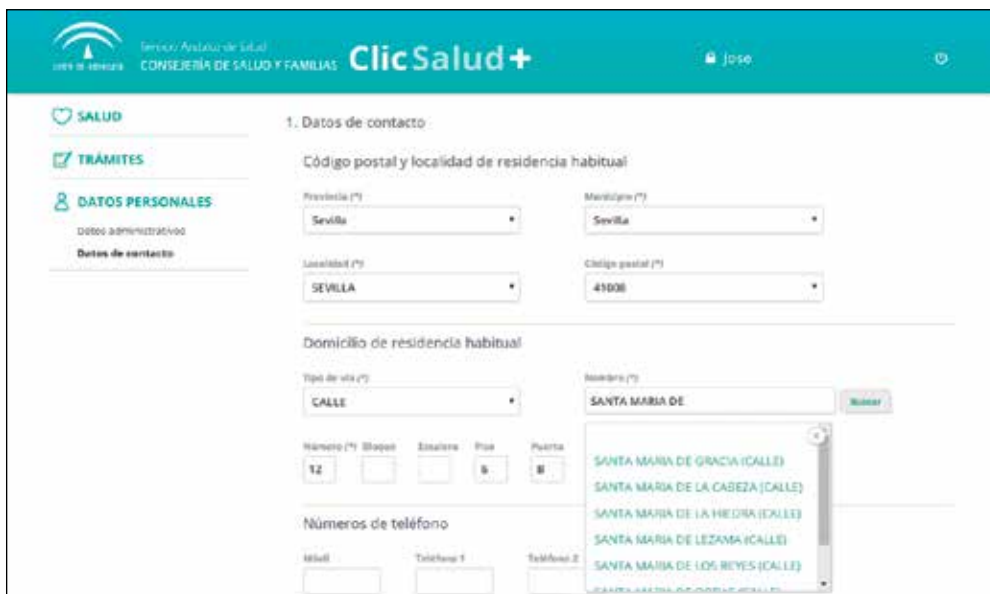 Servicio Andaluz de Salud
CONSEJERÍA DE SALUD Y FAMILIAS
ClicSalud+
Jose
SALUD
TRÁMITES
DATOS PERSONALES
Datos administrativos
Datos de contacto
1. Datos de contacto
Código postal y localidad de residencia habitual
Provincia (*)
Municipio (*)
Sevilla
Sevilla
Localidad (*)
Código postal (*)
SEVILLA
41008
Domicilio de residencia habitual
Tipo de vía (*)
Nombre (*)
CALLE
SANTA MARIA DE
Buscar
Número (*) Bloque Escalera Piso Puerta
12
B
SANTA MARIA DE GRACIA (CALLE)
SANTA MARIA DE LA CABEZA (CALLE)
SANTA MARIA DE LA HIEDRA (CALLE)
SANTA MARIA DE LEZAMA (CALLE)
SANTA MARIA DE LOS REYES (CALLE)
Números de teléfono
Móvil
Teléfono 1
Teléfono 2